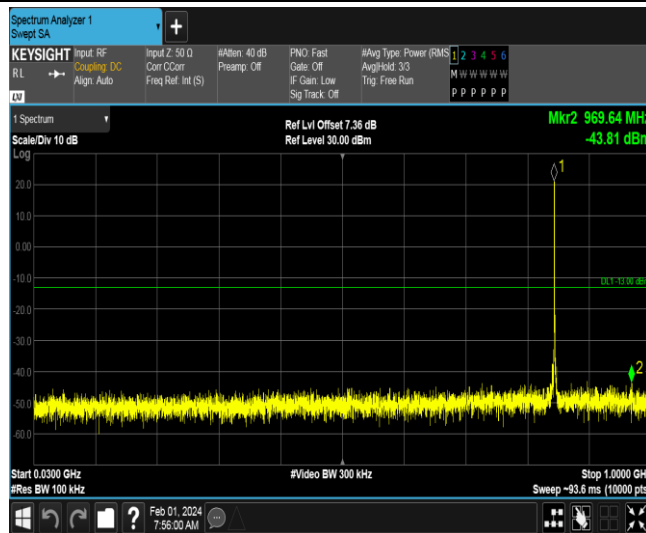 Spectrum Analyzer 1
Swept SA
+
KEYSIGHT
RL
Input: RF
Coupling: DC
Align: Auto
Input Z: 50 Ω
Corr CCorr
Freq Ref: Int (S)
#Atten: 40 dB
Preamp: Off
PNO: Fast
Gate: Off
IF Gain: Low
Sig Track: Off
#Avg Type: Power (RMS
Avg|Hold: 3/3
Trig: Free Run
1 2 3 4 5 6
M W W W W W
P P P P P P
1 Spectrum
Scale/Div 10 dB
Ref Lvl Offset 7.36 dB
Ref Level 30.00 dBm
Mkr2 969.64 MHz
-43.81 dBm
Log
1
20.0
10.0
0.00
-10.0
DL1 -13.00 dBm
-20.0
-30.0
-40.0
2
-50.0
-60.0
Start 0.0300 GHz
#Res BW 100 kHz
#Video BW 300 kHz
Stop 1.0000 GH
Sweep ~93.6 ms (10000 pts
?
Feb 01, 2024
7:56:00 AM